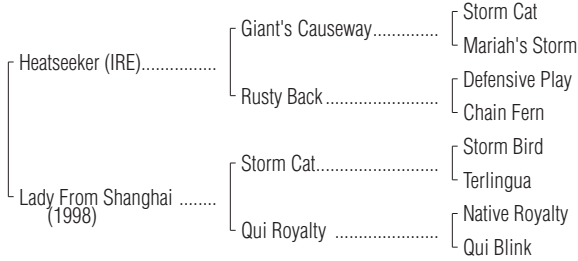 Storm Cat
Giant's Causeway...............
Mariah's Storm
Heatseeker (IRE)................
Defensive Play
Rusty Back..........................
Chain Fern
Storm Bird
Storm Cat............................
Terlingua
Lady From Shanghai ........
(1998)
Native Royalty
Qui Royalty ........................
Qui Blink